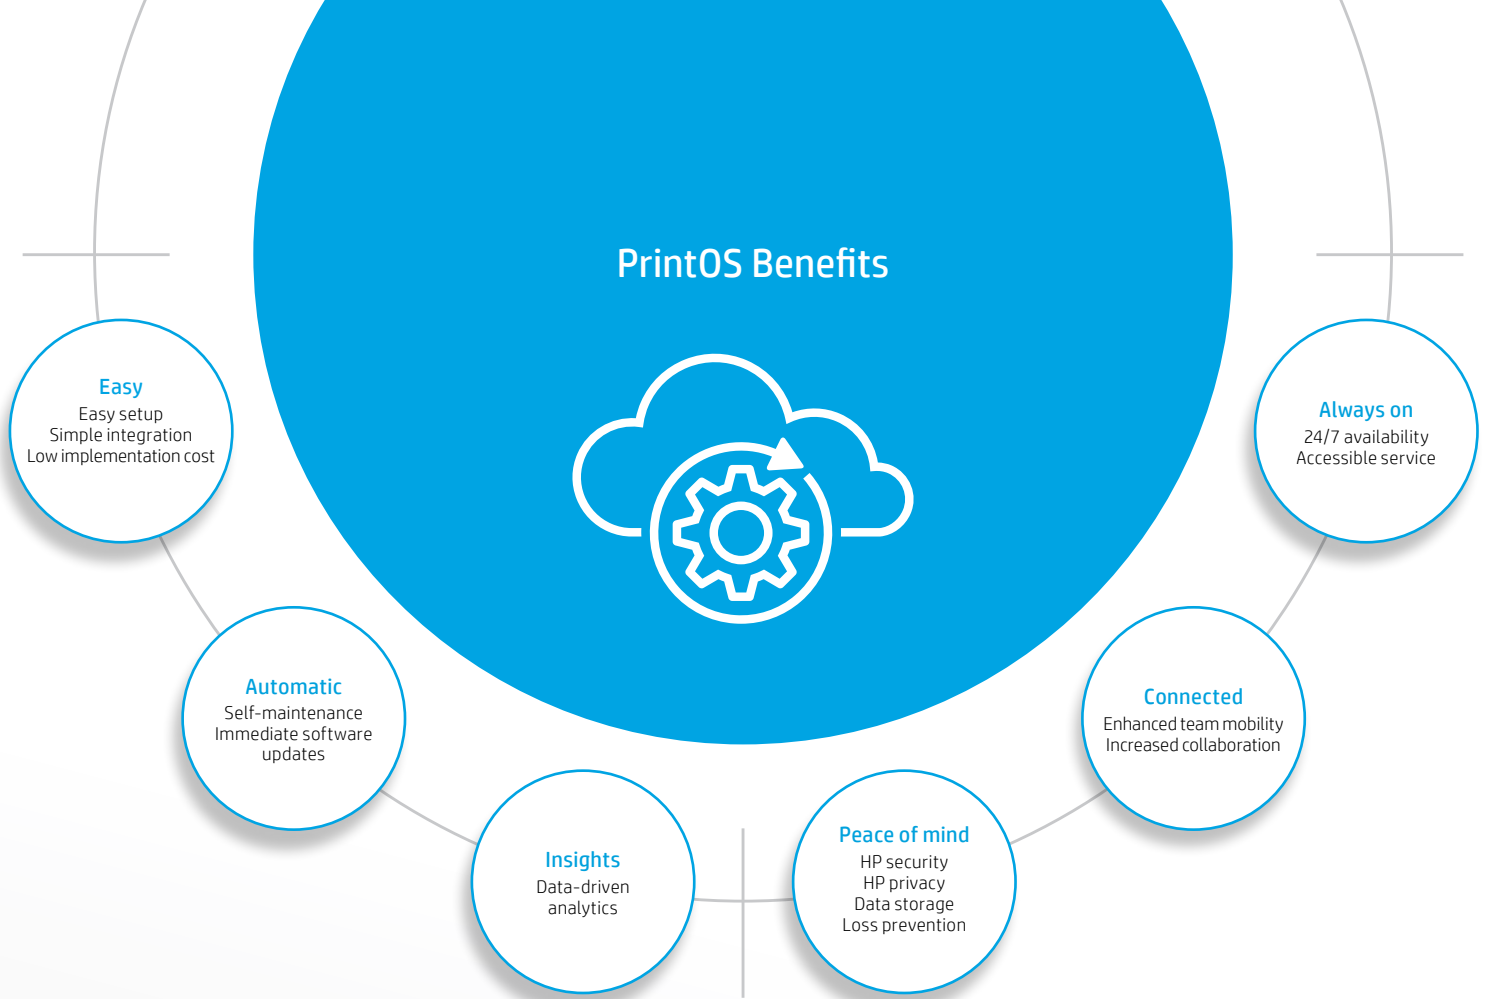 PrintOS Benefits
Easy
Easy setup
Simple integration
Low implementation cost
Automatic
Self-maintenance
Immediate software
updates
Insights
Data-driven
analytics
Peace of mind
HP security
HP privacy
Data storage
Loss prevention
Connected
Enhanced team mobility
Increased collaboration
Always on
24/7 availability
Accessible service